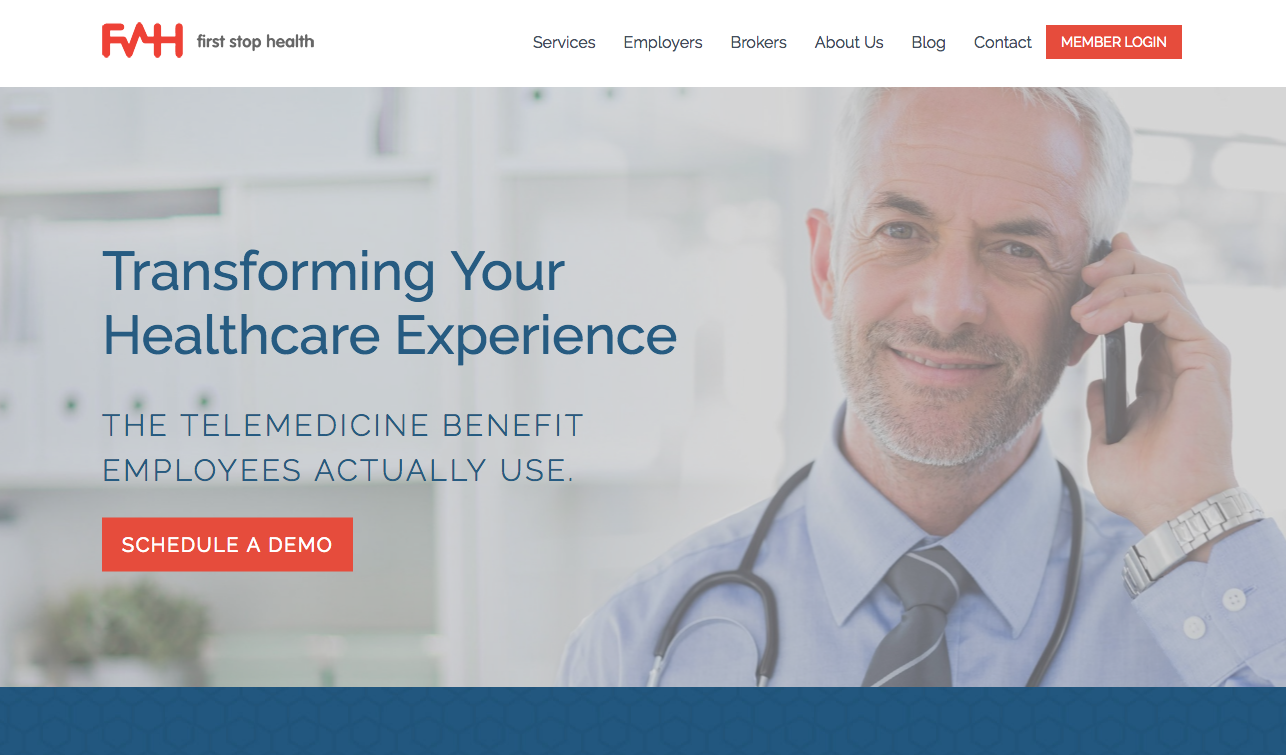 first stop health
Services Employers Brokers About Us Blog Contact MEMBER LOGIN
Transforming Your
Healthcare Experience
THE TELEMEDICINE BENEFIT
EMPLOYEES ACTUALLY USE.
SCHEDULE A DEMO